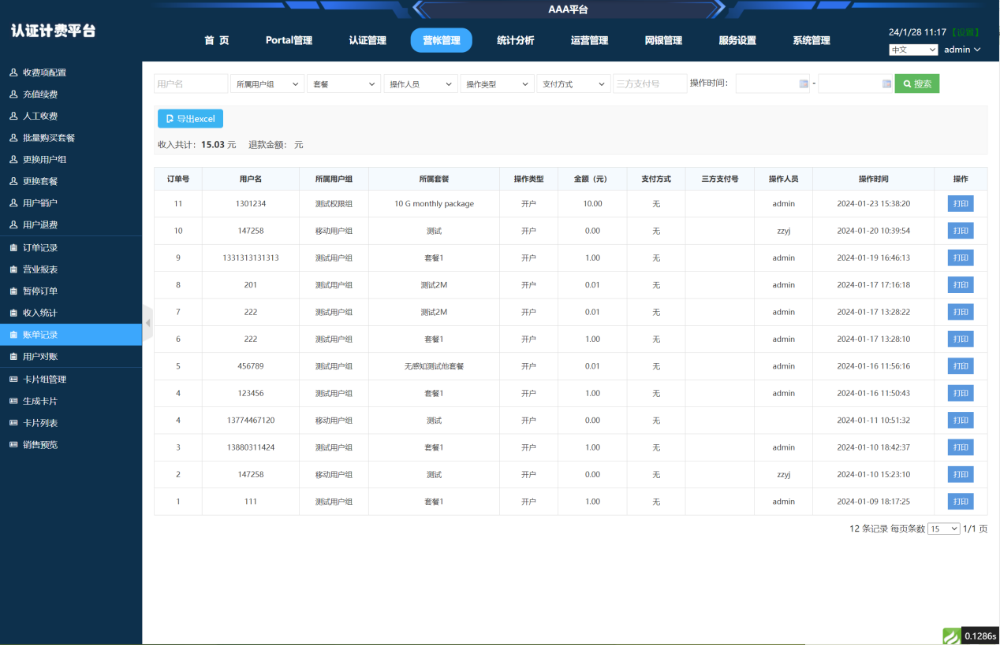 AAA平台
认证计费平台
首 页 Portal管理 认证管理 营帐管理 统计分析 运营管理 网银管理 服务设置 系统管理
24/1/28 11:17 【设置】
中文 admin
收费项配置
充值续费
人工收费
批量购买套餐
更换用户组
更换套餐
用户销户
用户退费
订单记录
营业报表
暂停订单
收入统计
账单记录
用户对账
卡片组管理
生成卡片
卡片列表
销售预览
用户名 所属用户组 套餐 操作人员 操作类型 支付方式 三方支付号 操作时间: - 搜索
导出excel
收入共计: 15.03 元 退款金额: 元
订单号 用户名 所属用户组 所属套餐 操作类型 金额（元） 支付方式 三方支付号 操作人员 操作时间 操作
11 1301234 测试权限组 10 G monthly package 开户 10.00 无 admin 2024-01-23 15:38:20 打印
10 147258 移动用户组 测试 开户 0.00 无 zzyj 2024-01-20 10:39:54 打印
9 1331313131313 测试用户组 套餐1 开户 1.00 无 admin 2024-01-19 16:46:13 打印
8 201 测试用户组 测试2M 开户 0.01 无 admin 2024-01-17 17:16:18 打印
7 222 测试用户组 测试2M 开户 0.01 无 admin 2024-01-17 13:28:22 打印
6 222 测试用户组 套餐1 开户 1.00 无 admin 2024-01-17 13:28:10 打印
5 456789 测试用户组 无感知测试他套餐 开户 0.01 无 admin 2024-01-16 11:56:16 打印
4 123456 测试用户组 套餐1 开户 1.00 无 admin 2024-01-16 11:50:43 打印
4 13774467120 移动用户组 测试 开户 0.00 无 2024-01-11 10:51:32 打印
3 13880311424 测试用户组 套餐1 开户 1.00 无 admin 2024-01-10 18:42:37 打印
2 147258 移动用户组 测试 开户 0.00 无 zzyj 2024-01-10 15:23:10 打印
1 111 测试用户组 套餐1 开户 1.00 无 admin 2024-01-09 18:17:25 打印
12 条记录 每页条数 15 1/1 页
0.1286s